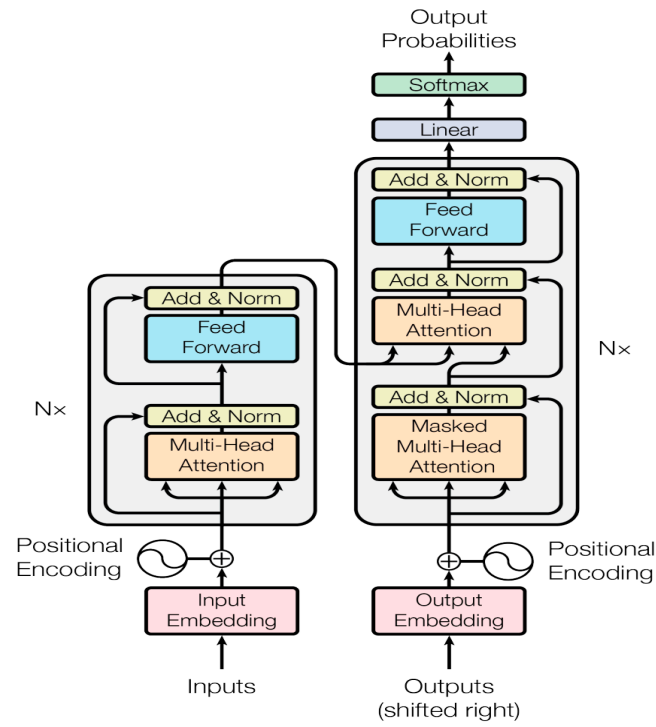 Output
Probabilities
Softmax
Linear
Add & Norm
Feed
Forward
Add & Norm
Multi-Head
Attention
Add & Norm
Masked
Multi-Head
Attention
N×
Positional
Encoding
Output
Embedding
Outputs
(shifted right)
Add & Norm
Feed
Forward
Add & Norm
Multi-Head
Attention
N×
Positional
Encoding
Input
Embedding
Inputs